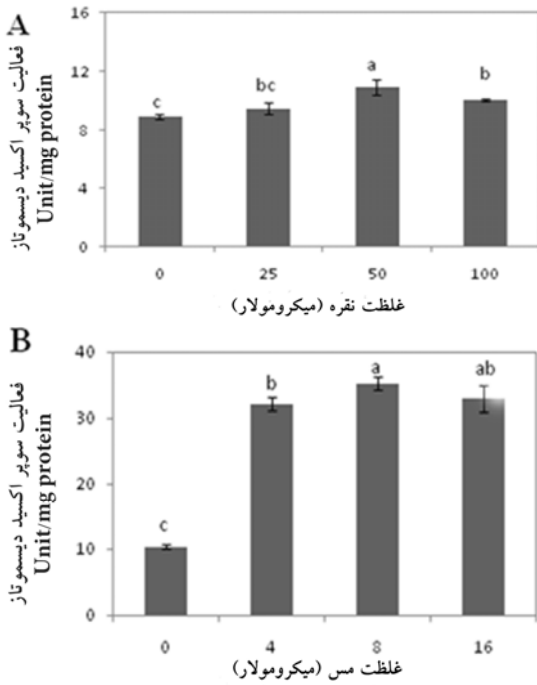 A
فعالیت سوپر اکسید دیسموتاز
Unit/mg protein
16
12
8
4
0
c
bc
a
b
0 25 50 100
غلظت نقره (میکرومولار)
B
فعالیت سوپر اکسید دیسموتاز
Unit/mg protein
40
30
20
10
0
c
b
a
ab
0 4 8 16
غلظت مس (میکرومولار)